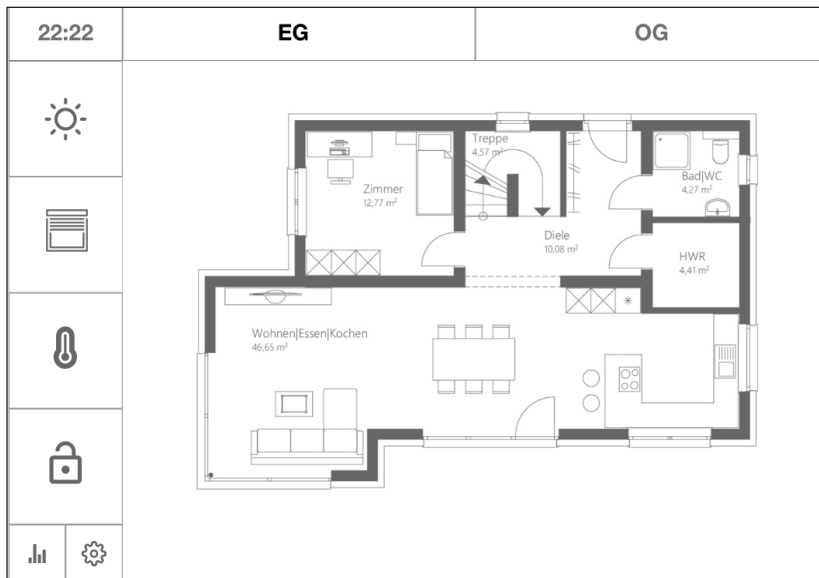 22:22
EG
OG
Treppe
4,57 m²
Zimmer
12,77 m²
Bad|WC
4,27 m²
Diele
10,08 m²
HWR
4,41 m²
Wohnen|Essen|Kochen
46,65 m²